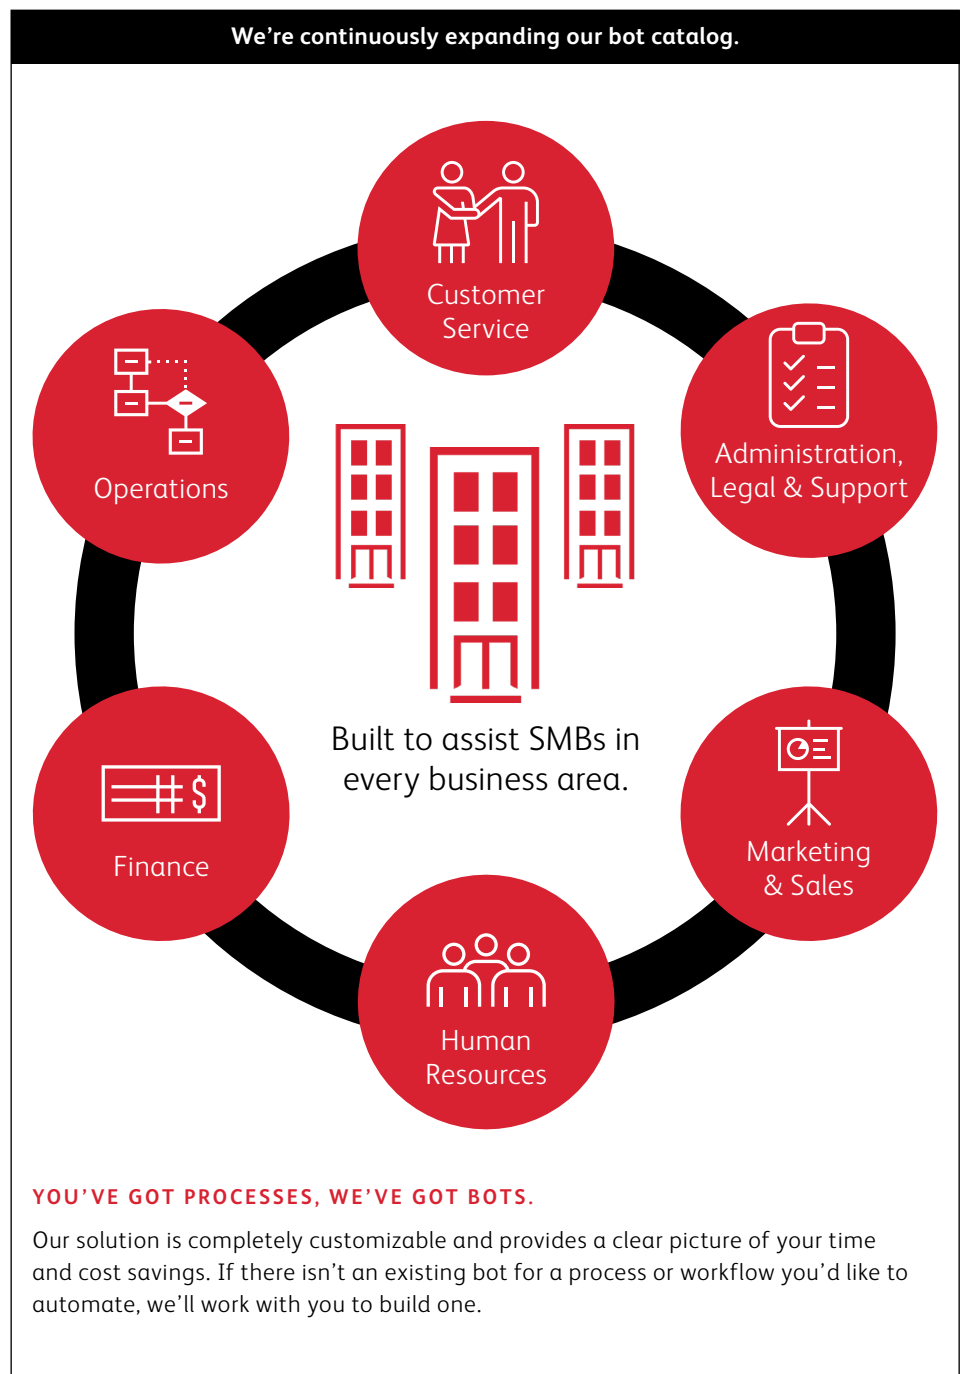 We’re continuously expanding our bot catalog.
Customer
Service
Administration,
Legal & Support
Operations
Built to assist SMBs in
every business area.
Marketing
& Sales
Finance
$
Human
Resources
YOU’VE GOT PROCESSES, WE’VE GOT BOTS.
Our solution is completely customizable and provides a clear picture of your time
and cost savings. If there isn’t an existing bot for a process or workflow you’d like to
automate, we’ll work with you to build one.